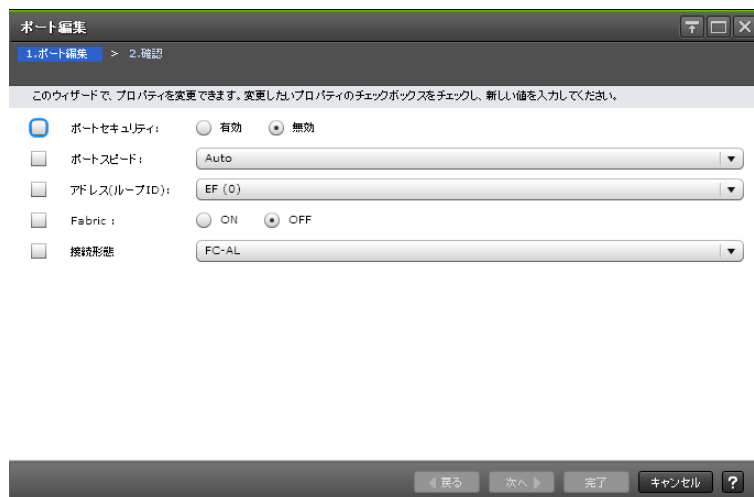 ポート編集
1.ポート編集 > 2.確認
このウィザードで、プロパティを変更できます。変更したいプロパティのチェックボックスをチェックし、新しい値を入力してください。
ポートセキュリティ: 有効 無効
ポートスピード: Auto
アドレス(ループID): EF (0)
Fabric : ON OFF
接続形態 FC-AL
戻る 次へ 完了 キャンセル ?